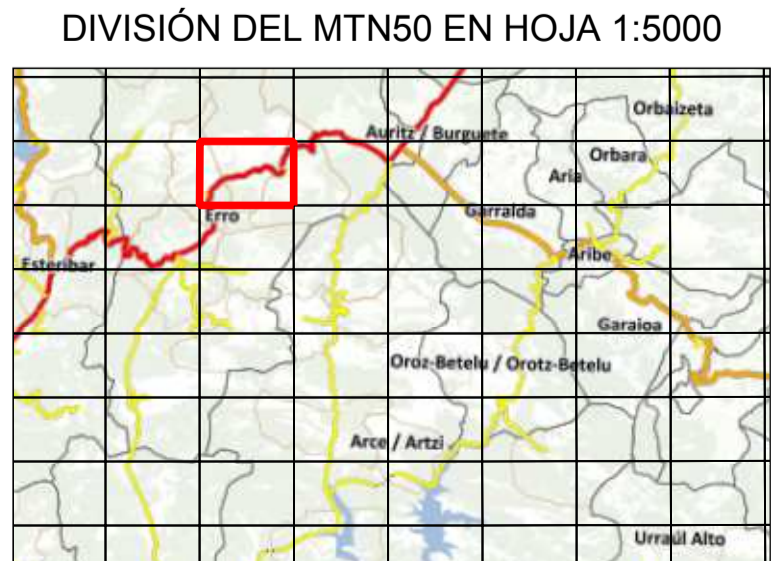 DIVISIÓN DEL MTN50 EN HOJA 1:5000
Orbaizeta
Auritz / Burguete
Orbara
Aria
Garralda
Erro
Aribe
Esteribar
Garaioa
Oroz-Betelu / Orotz-Betelu
Arce / Artzi
Urraúl Alto